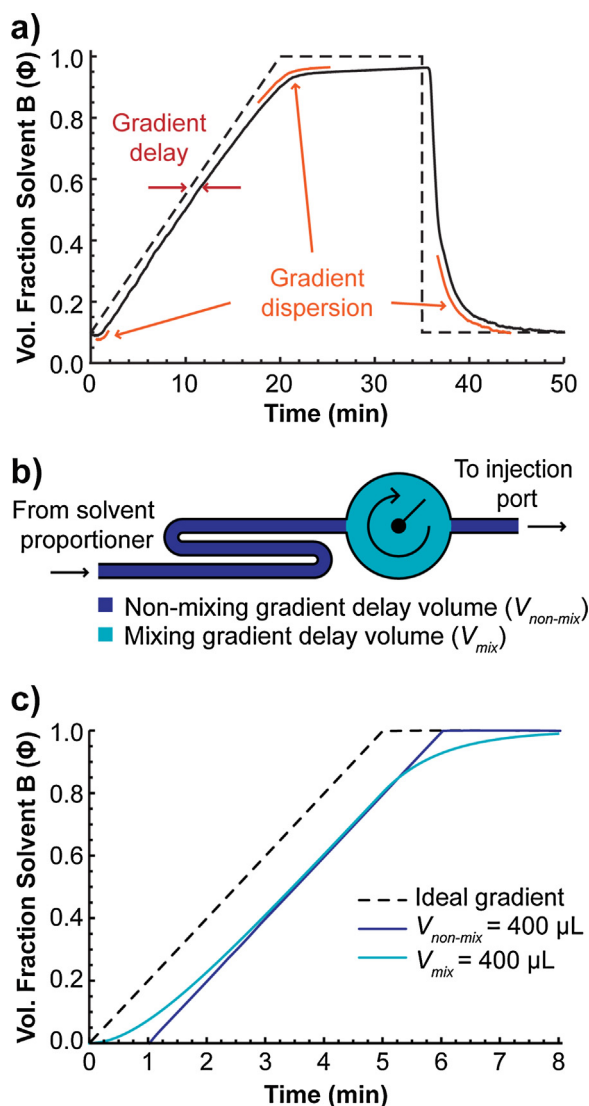 a)
Vol. Fraction Solvent B (Φ)
1.0
0.8
0.6
0.4
0.2
0.0
Gradient
delay
Gradient
dispersion
0 10 20 30 40 50
Time (min)
b)
From solvent
proportioner
To injection
port
Non-mixing gradient delay volume (Vnon-mix)
Mixing gradient delay volume (Vmix)
c)
Vol. Fraction Solvent B (Φ)
1.0
0.8
0.6
0.4
0.2
0.0
Ideal gradient
Vnon-mix = 400 µL
Vmix = 400 µL
0 1 2 3 4 5 6 7 8
Time (min)